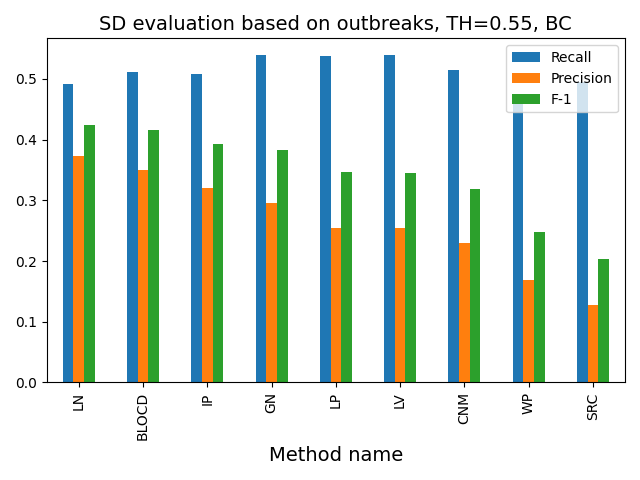 SD evaluation based on outbreaks, TH=0.55, BC
Recall
Precision
F-1
0.5
0.4
0.3
0.2
0.1
0.0
LN
BLOCD
IP
GN
LP
LV
CNM
WP
SRC
Method name